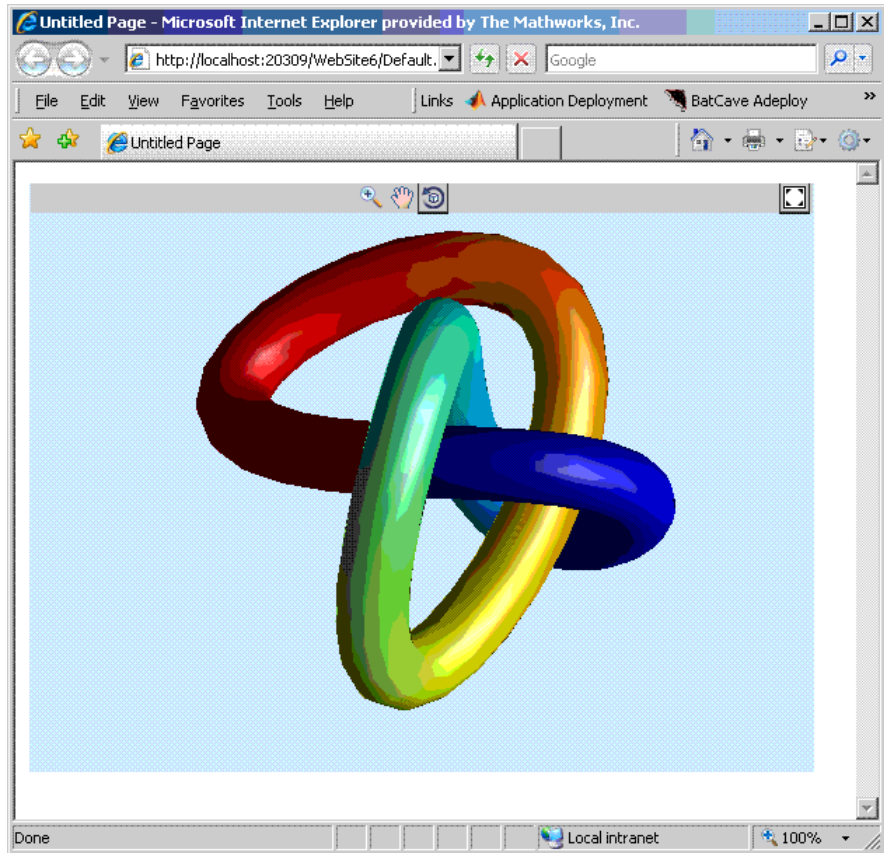 Untitled Page - Microsoft Internet Explorer provided by The Mathworks, Inc.
http://localhost:20309/WebSite6/Default. Google
File Edit View Favorites Tools Help Links Application Deployment BatCave Adeploy »
Untitled Page
Done Local intranet 100%